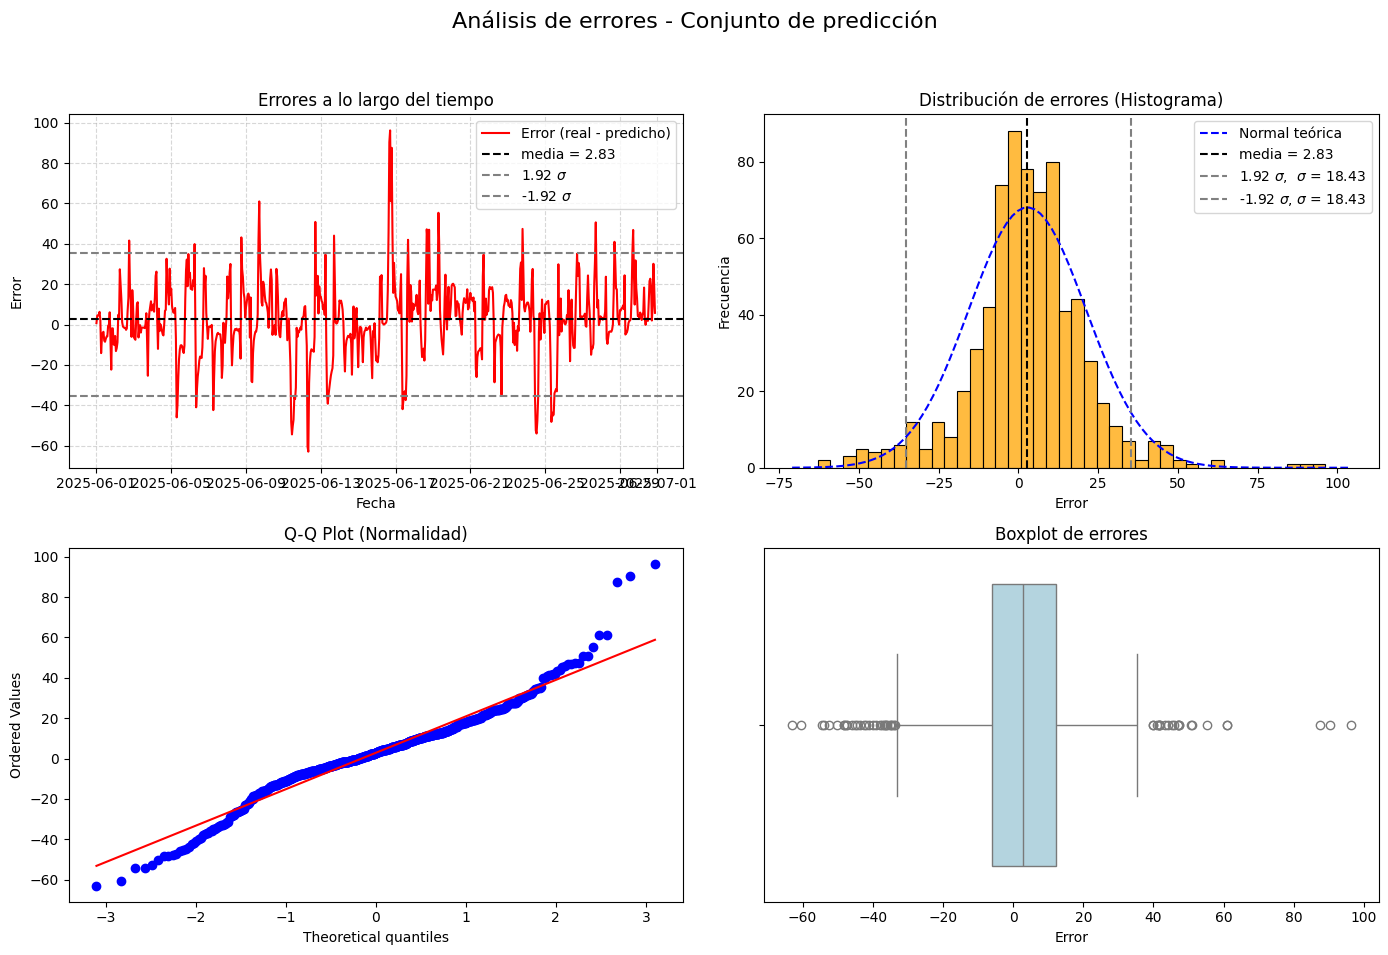 Análisis de errores - Conjunto de predicción
Errores a lo largo del tiempo
Error
100
80
60
40
20
0
−20
−40
−60
Error (real - predicho)
media = 2.83
1.92 σ
-1.92 σ
2025-06-01
2025-06-05
2025-06-09
2025-06-13
2025-06-17
2025-06-21
2025-06-25
2025-06-29
2025-07-01
Fecha
Distribución de errores (Histograma)
Frecuencia
80
60
40
20
0
Normal teórica
media = 2.83
1.92 σ,  σ = 18.43
-1.92 σ, σ = 18.43
−75
−50
−25
0
25
50
75
100
Error
Q-Q Plot (Normalidad)
Ordered Values
100
80
60
40
20
0
−20
−40
−60
−3
−2
−1
0
1
2
3
Theoretical quantiles
Boxplot de errores
−60
−40
−20
0
20
40
60
80
100
Error